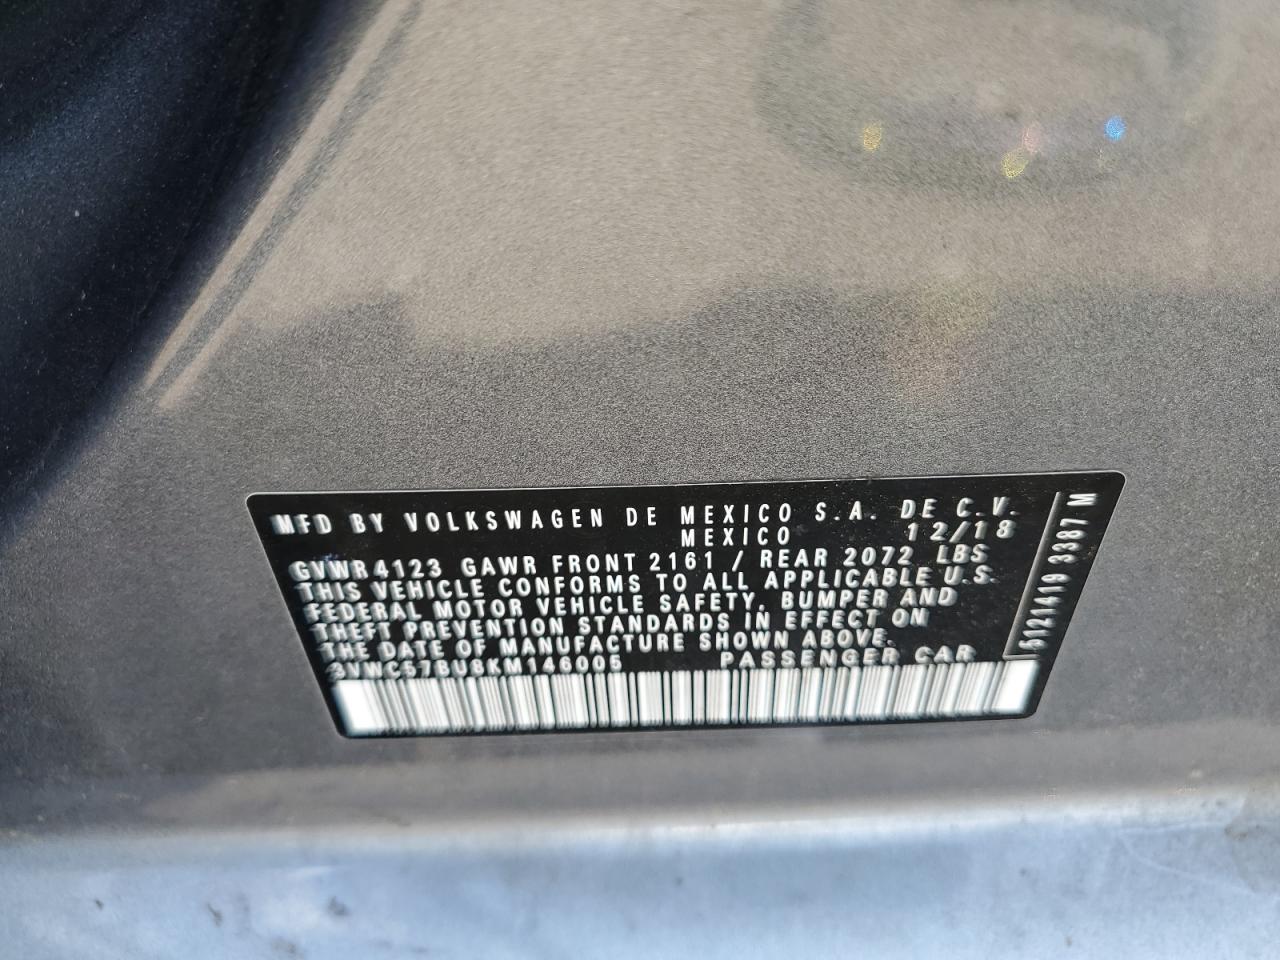 MFD BY VOLKSWAGEN DE MEXICO S.A. DE C.V.
MEXICO 12/18
GVWR 4123 GAWR FRONT 2161 / REAR 2072 LBS
THIS VEHICLE CONFORMS TO ALL APPLICABLE U.S.
FEDERAL MOTOR VEHICLE SAFETY, BUMPER AND
THEFT PREVENTION STANDARDS IN EFFECT ON
THE DATE OF MANUFACTURE SHOWN ABOVE.
3VWC57BU8KM146005 PASSENGER CAR
6121419 3387 M